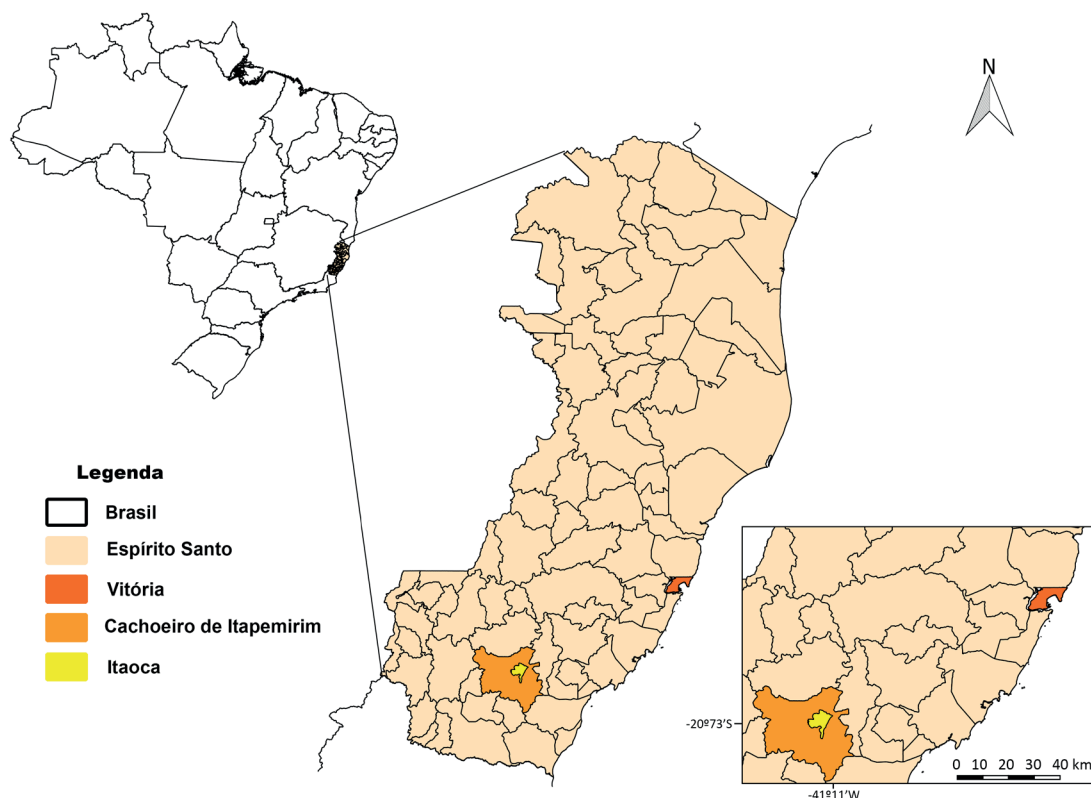 N
Legenda
Brasil
Espírito Santo
Vitória
Cachoeiro de Itapemirim
Itaoca
-20º73'S
0 10 20 30 40 km
-41º11'W